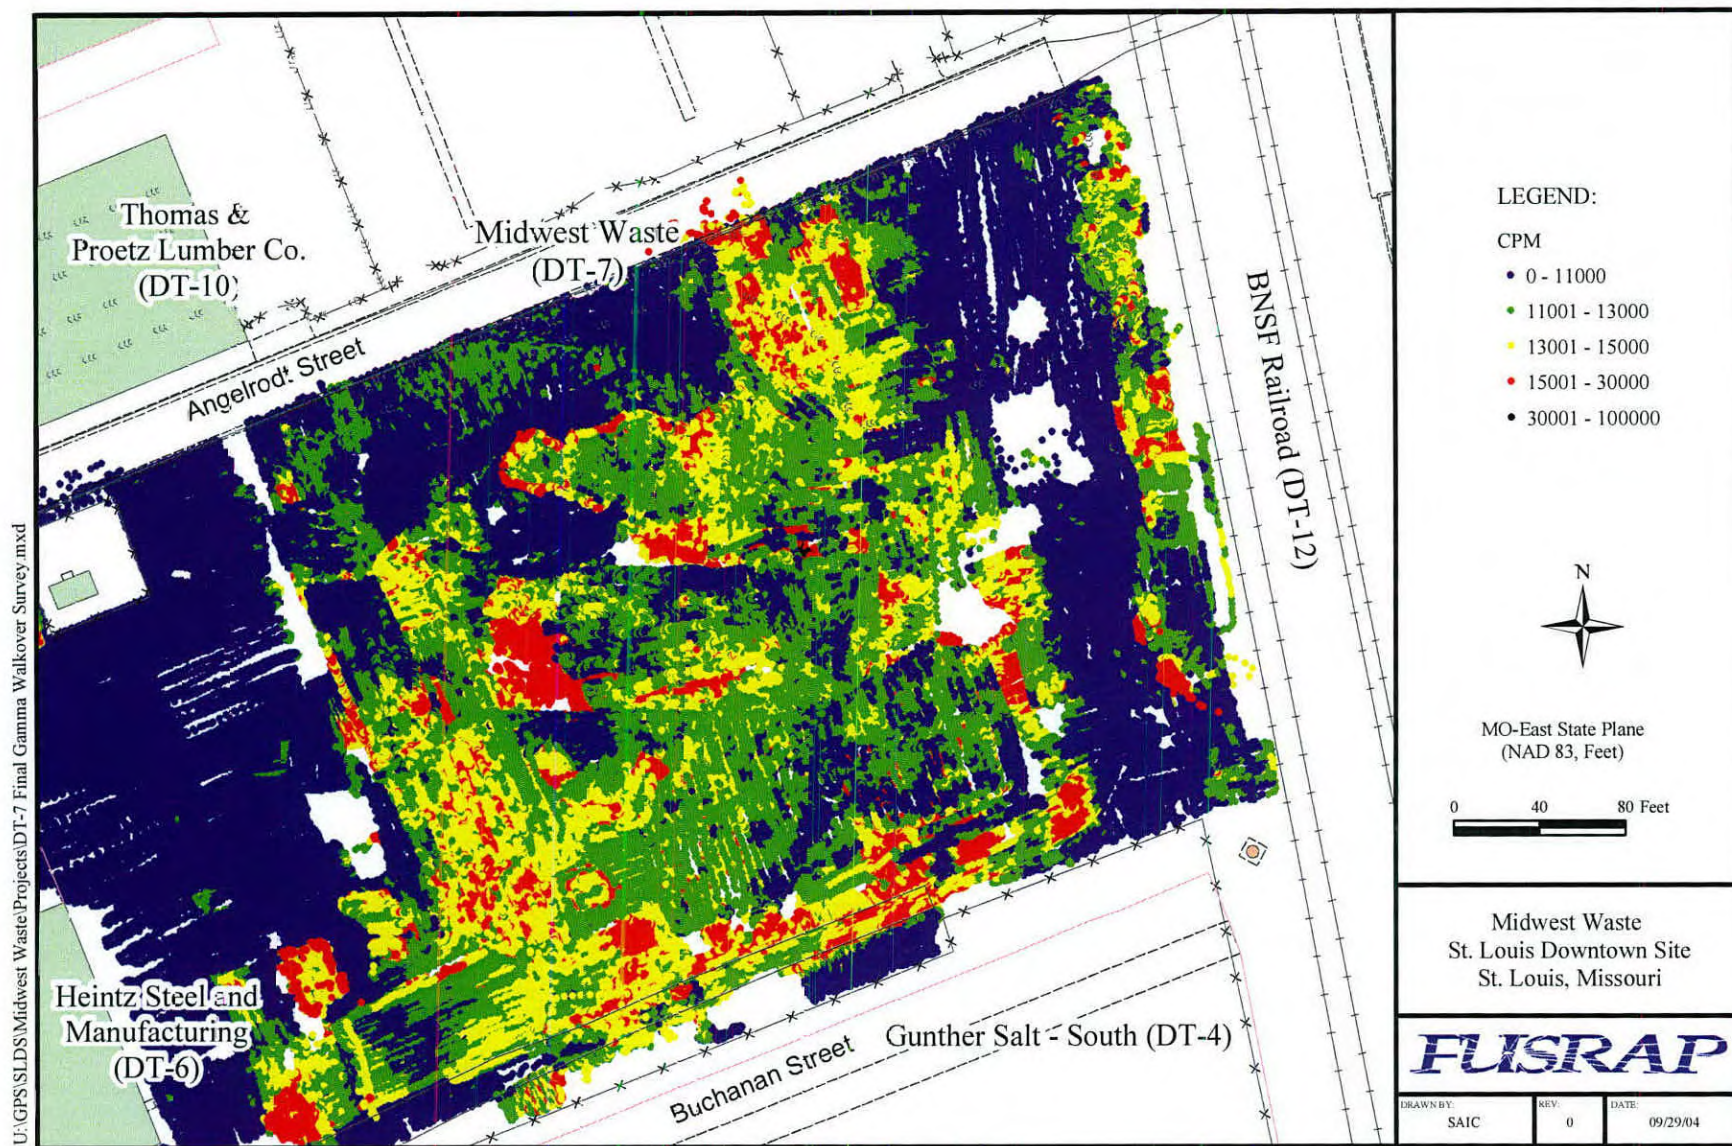 U:\GPS\SLDS\Midwest Waste\Projects\DT-7 Final Gamma Walkover Survey.mxd
Thomas &
Proetz Lumber Co.
(DT-10)
Midwest Waste
(DT-7)
Angelrodt Street
BNSF Railroad (DT-12)
Heintz Steel and
Manufacturing
(DT-6)
Gunther Salt - South (DT-4)
Buchanan Street
LEGEND:
CPM
0 - 11000
11001 - 13000
13001 - 15000
15001 - 30000
30001 - 100000
N
MO-East State Plane
(NAD 83, Feet)
0 40 80 Feet
Midwest Waste
St. Louis Downtown Site
St. Louis, Missouri
FUSRAP
DRAWN BY: REV: DATE:
SAIC 0 09/29/04